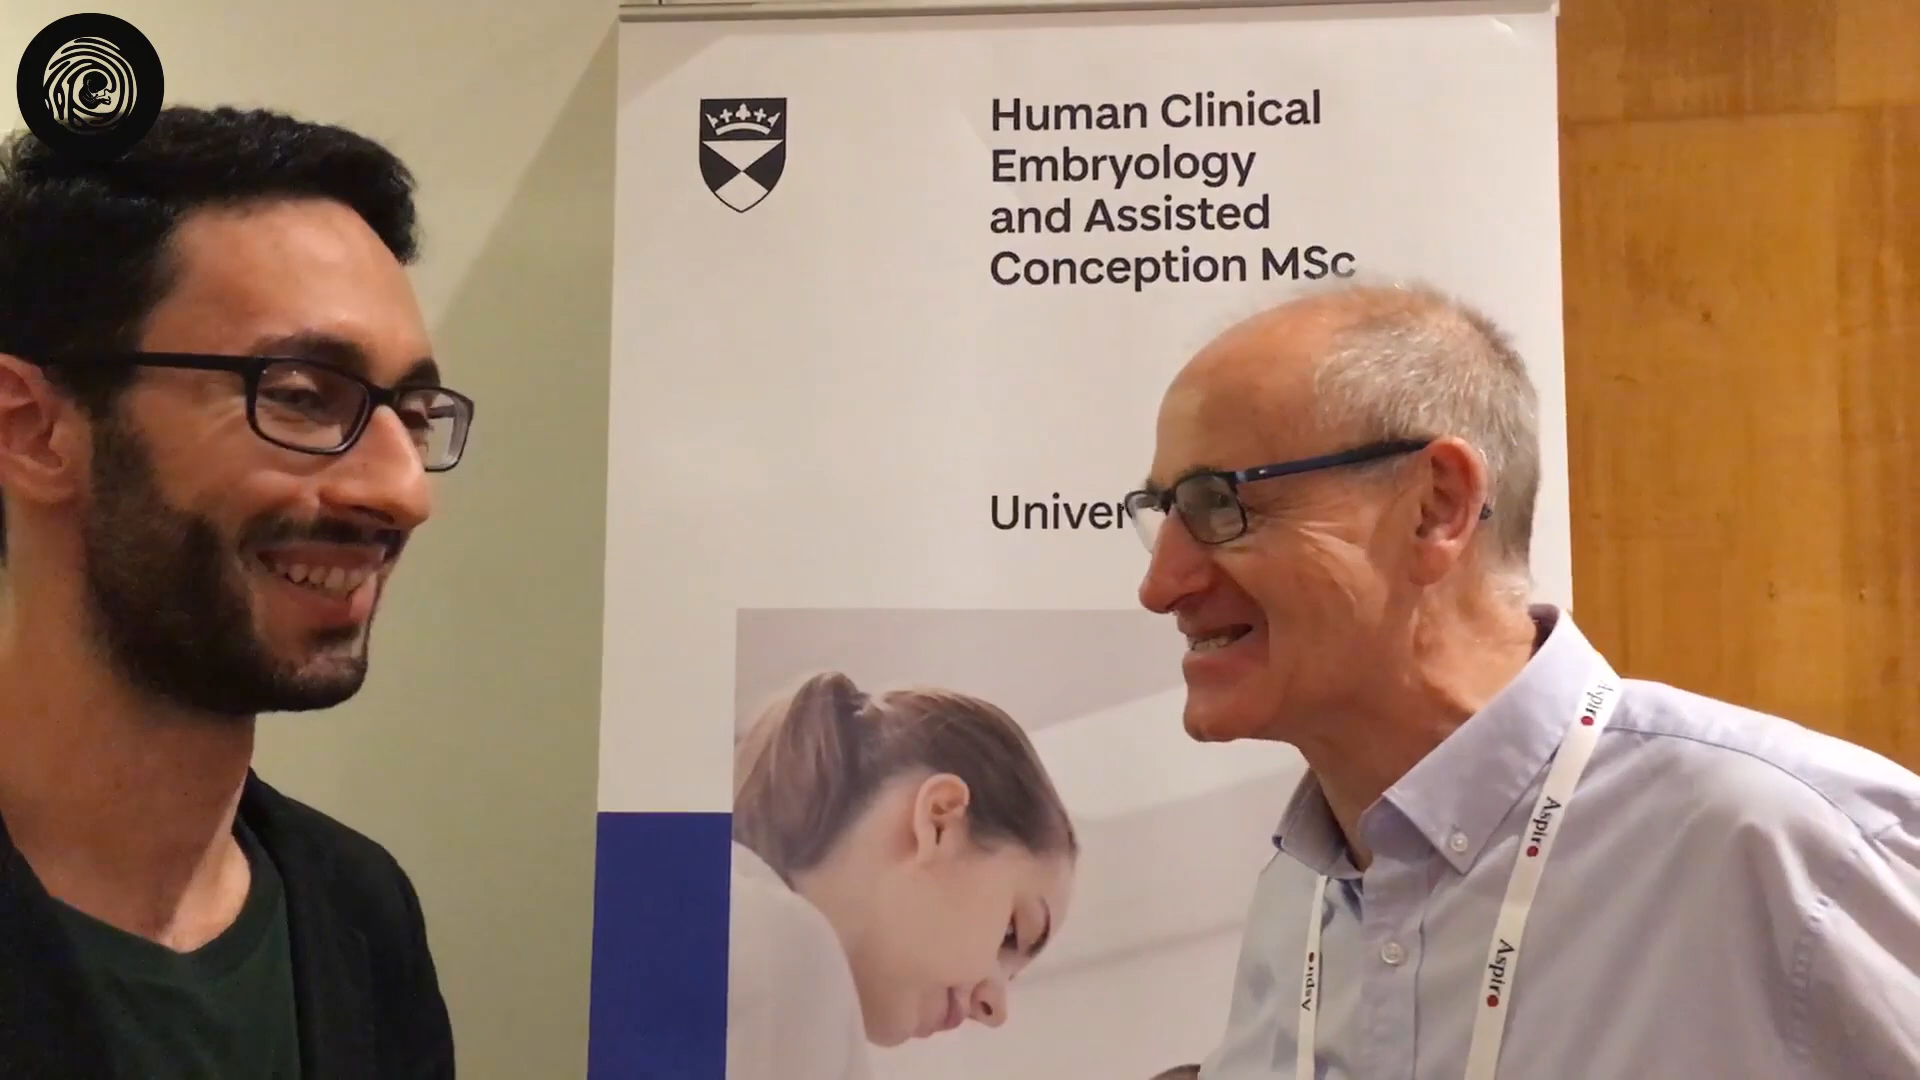 Human Clinical
Embryology
and Assisted
Conception MSc
Univer
Aspire
Aspire
Aspire
Aspire